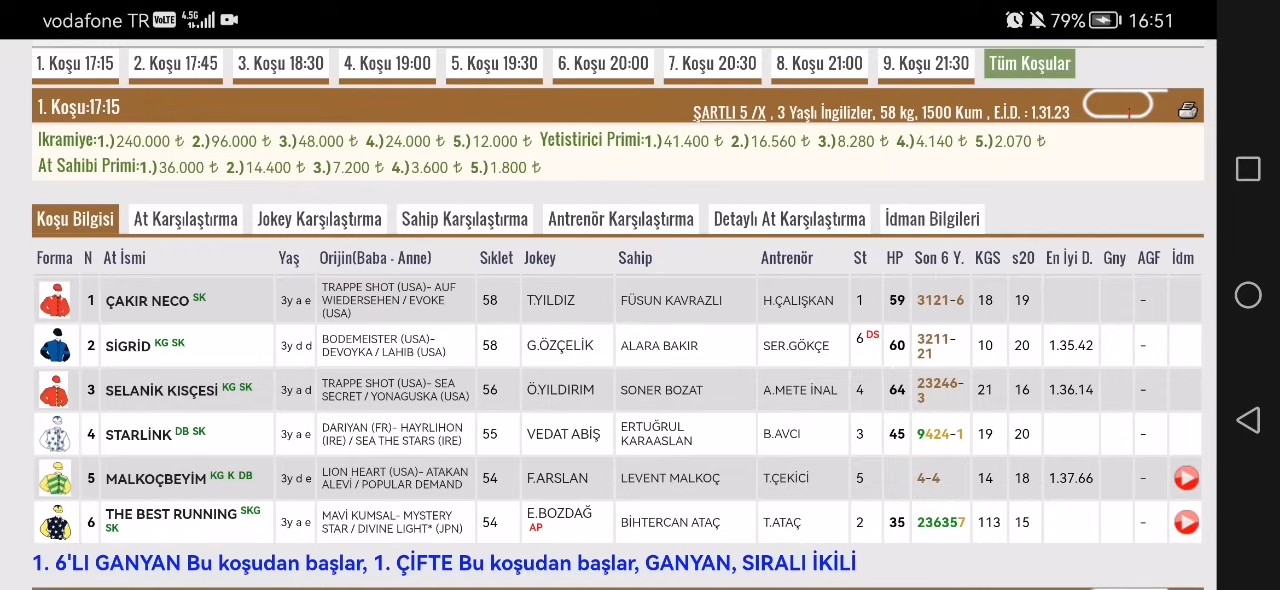 vodafone TR VoLTE 4.5G 79% 16:51
1. Koşu 17:15 2. Koşu 17:45 3. Koşu 18:30 4. Koşu 19:00 5. Koşu 19:30 6. Koşu 20:00 7. Koşu 20:30 8. Koşu 21:00 9. Koşu 21:30 Tüm Koşular
1. Koşu:17:15 ŞARTLI 5 /X , 3 Yaşlı İngilizler, 58 kg, 1500 Kum , E.İ.D. : 1.31.23
Ikramiye:1.)240.000 ₺ 2.)96.000 ₺ 3.)48.000 ₺ 4.)24.000 ₺ 5.)12.000 ₺ Yetistirici Primi:1.)41.400 ₺ 2.)16.560 ₺ 3.)8.280 ₺ 4.)4.140 ₺ 5.)2.070 ₺
At Sahibi Primi:1.)36.000 ₺ 2.)14.400 ₺ 3.)7.200 ₺ 4.)3.600 ₺ 5.)1.800 ₺
Koşu Bilgisi At Karşılaştırma Jokey Karşılaştırma Sahip Karşılaştırma Antrenör Karşılaştırma Detaylı At Karşılaştırma İdman Bilgileri
Forma N At İsmi Yaş Orijin(Baba - Anne) Sıklet Jokey Sahip Antrenör St HP Son 6 Y. KGS s20 En İyi D. Gny AGF İdm
1 ÇAKIR NECO SK 3y a e TRAPPE SHOT (USA)- AUF WIEDERSEHEN / EVOKE (USA) 58 T.YILDIZ FÜSUN KAVRAZLI H.ÇALIŞKAN 1 59 3121-6 18 19 -
2 SİGRİD KG SK 3y d d BODEMEISTER (USA)- DEVOYKA / LAHIB (USA) 58 G.ÖZÇELİK ALARA BAKIR SER.GÖKÇE 6 DS 60 3211-21 10 20 1.35.42 -
3 SELANİK KISÇESİ KG SK 3y a d TRAPPE SHOT (USA)- SEA SECRET / YONAGUSKA (USA) 56 Ö.YILDIRIM SONER BOZAT A.METE İNAL 4 64 23246-3 21 16 1.36.14 -
4 STARLİNK DB SK 3y a e DARIYAN (FR)- HAYRLIHON (IRE) / SEA THE STARS (IRE) 55 VEDAT ABİŞ ERTUĞRUL KARAASLAN B.AVCI 3 45 9424-1 19 20 -
5 MALKOÇBEYİM KG K DB 3y d e LION HEART (USA)- ATAKAN ALEVİ / POPULAR DEMAND 54 F.ARSLAN LEVENT MALKOÇ T.ÇEKİCİ 5 4-4 14 18 1.37.66 -
6 THE BEST RUNNING SKG SK 3y a e MAVİ KUMSAL- MYSTERY STAR / DIVINE LIGHT* (JPN) 54 E.BOZDAĞ AP BİHTERCAN ATAÇ T.ATAÇ 2 35 236357 113 15 -
1. 6'LI GANYAN Bu koşudan başlar, 1. ÇİFTE Bu koşudan başlar, GANYAN, SIRALI İKİLİ